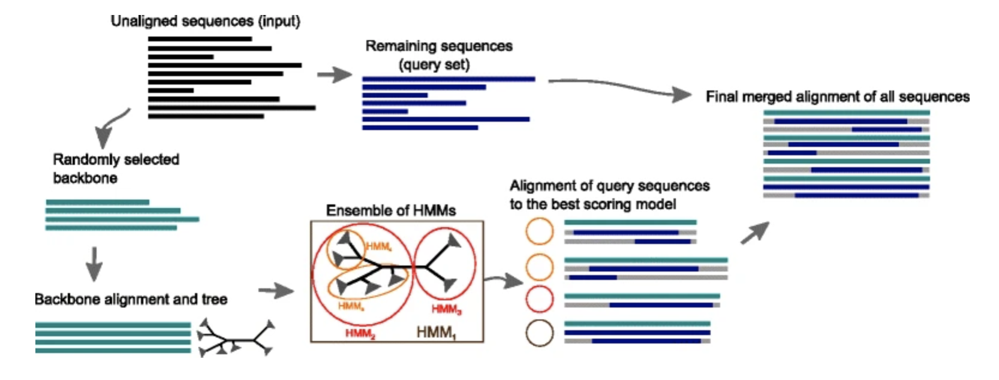 Unaligned sequences (input)
Remaining sequences
(query set)
Final merged alignment of all sequences
Randomly selected
backbone
Backbone alignment and tree
Ensemble of HMMs
HMM₂
HMM₃
HMM₁
Alignment of query sequences
to the best scoring model